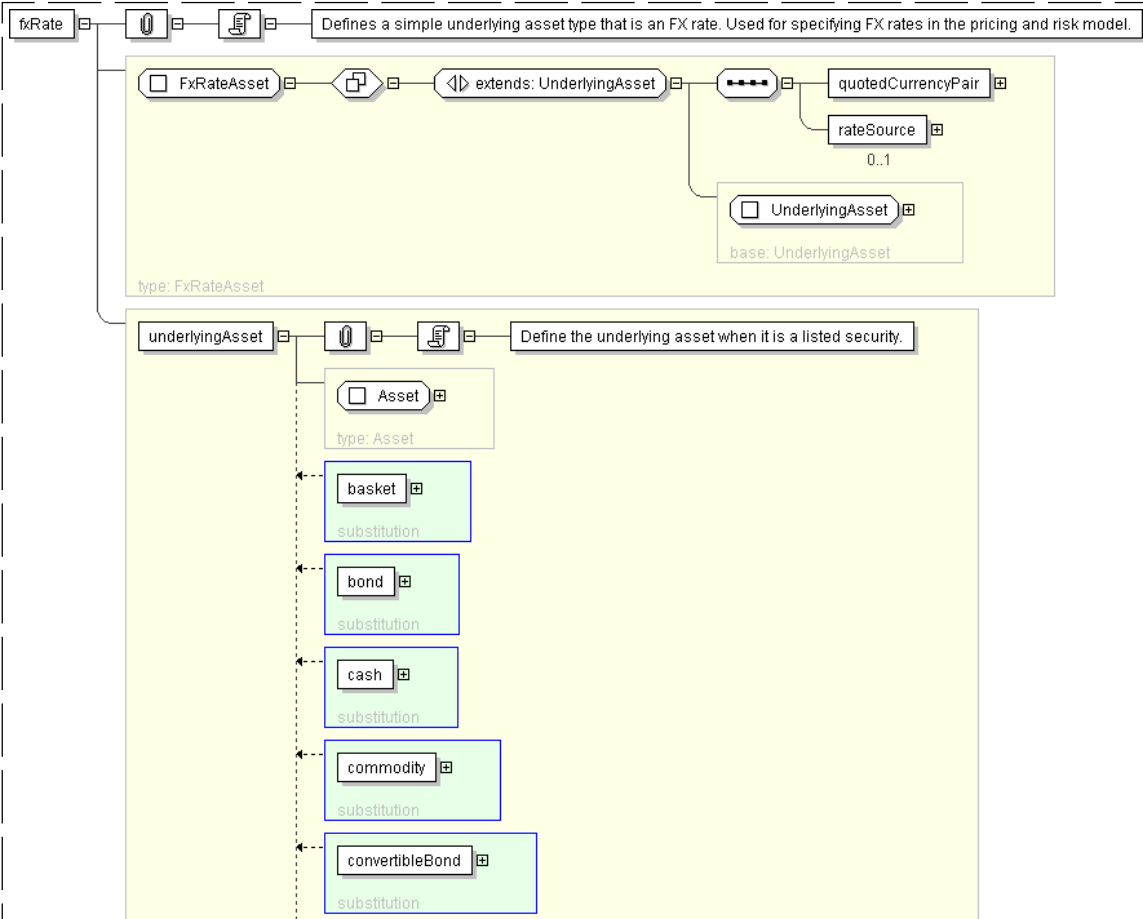 fxRate
Defines a simple underlying asset type that is an FX rate. Used for specifying FX rates in the pricing and risk model.
FxRateAsset
extends: UnderlyingAsset
quotedCurrencyPair
rateSource
0..1
UnderlyingAsset
base: UnderlyingAsset
type: FxRateAsset
underlyingAsset
Define the underlying asset when it is a listed security.
Asset
type: Asset
basket
substitution
bond
substitution
cash
substitution
commodity
substitution
convertibleBond
substitution